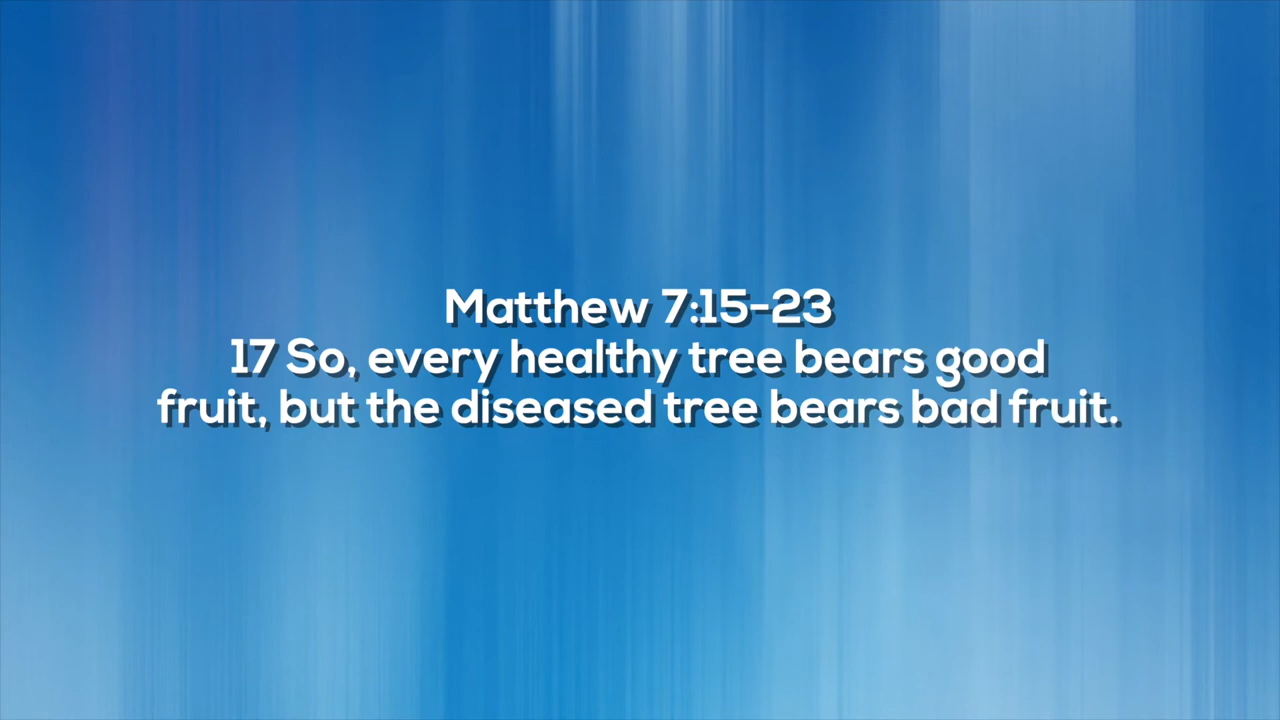 Matthew 7:15-23
17 So, every healthy tree bears good
fruit, but the diseased tree bears bad fruit.